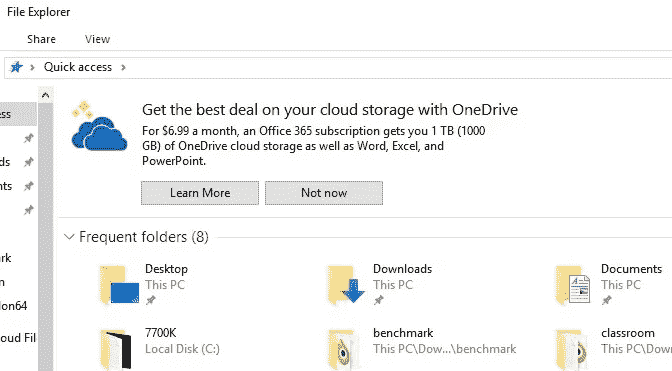 File Explorer
Share View
Quick access
ess
Get the best deal on your cloud storage with OneDrive
For $6.99 a month, an Office 365 subscription gets you 1 TB (1000
GB) of OneDrive cloud storage as well as Word, Excel, and
PowerPoint.
ds
nts
Learn More Not now
Frequent folders (8)
rk
n
lon64
oud Fil
Desktop Downloads Documents
This PC This PC This PC
7700K benchmark classroom
Local Disk (C:) This PC\Dow...\benchmark This PC\Down